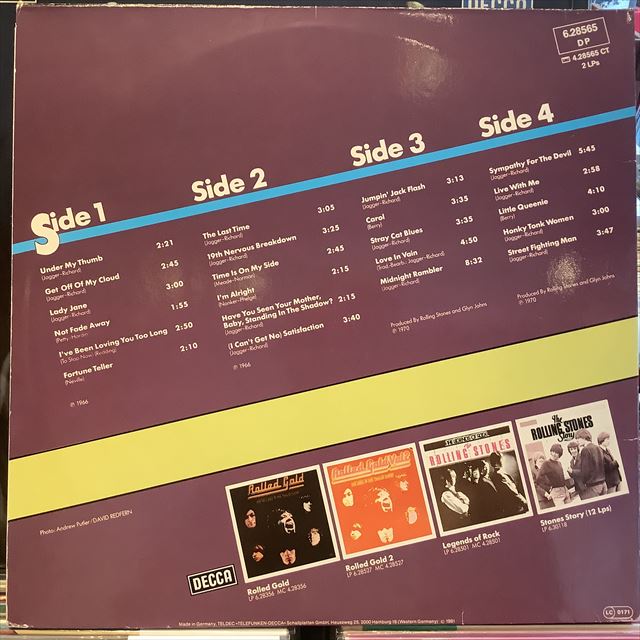 DECCA
6.28565
DP
4.28565 CT
2 LPs
Side 1
Under My Thumb 2:21
(Jagger-Richard)
Get Off Of My Cloud 2:45
(Jagger-Richard)
Lady Jane 3:00
(Jagger-Richard)
Not Fade Away 1:55
(Petty-Hardin)
I've Been Loving You Too Long 2:50
(To Stop Now) (Redding)
Fortune Teller 2:10
(Neville)
℗ 1966
Side 2
The Last Time 3:05
(Jagger-Richard)
19th Nervous Breakdown 3:25
(Jagger-Richard)
Time Is On My Side 2:45
(Meade-Norman)
I'm Alright 2:15
(Nanker-Phelge)
Have You Seen Your Mother, 2:15
Baby, Standing In The Shadow?
(Jagger-Richard)
(I Can't Get No) Satisfaction 3:40
(Jagger-Richard)
℗ 1966
Side 3
Jumpin' Jack Flash 3:13
(Jagger-Richard)
Carol 3:35
(Berry)
Stray Cat Blues 3:35
(Jagger-Richard)
Love In Vain 4:50
(Trad.-Bearb.: Jagger-Richard)
Midnight Rambler 8:32
(Jagger-Richard)
Produced By Rolling Stones and Glyn Johns
℗ 1970
Side 4
Sympathy For The Devil 5:45
(Jagger-Richard)
Live With Me 2:58
(Jagger-Richard)
Little Queenie 4:10
(Berry)
Honky Tonk Women 3:00
(Jagger-Richard)
Street Fighting Man 3:47
(Jagger-Richard)
Produced By Rolling Stones and Glyn Johns
℗ 1970
Photo: Andrew Putler/DAVID REDFERN
DECCA
Rolled Gold
Rolled Gold
LP 6.28356 MC 4.28356
Rolled Gold Vol. 2
Rolled Gold 2
LP 6.28527 MC 4.28527
The
ROLLING STONES
Legends of Rock
LP 6.28501 MC 4.28501
The
ROLLING STONES
Story
Stones Story (12 Lps)
LP 6.30118
Made in Germany, TELDEC »TELEFUNKEN-DECCA« Schallplatten GmbH, Heussweg 25, 2000 Hamburg 19 (Western Germany) © 1981
LC 0171